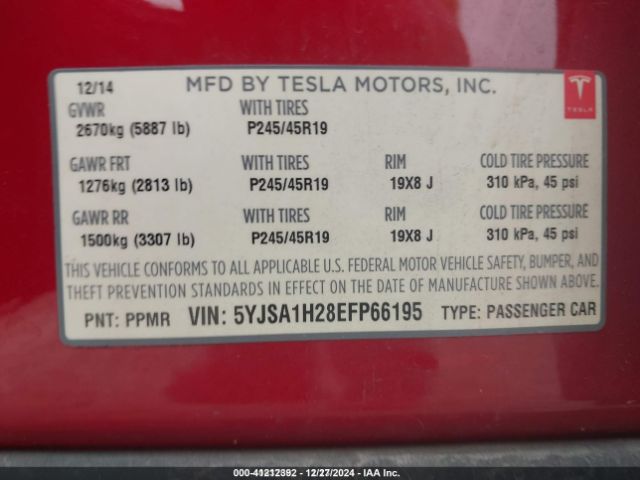 12/14 MFD BY TESLA MOTORS, INC.
TESLA
GVWR WITH TIRES
2670kg (5887 lb) P245/45R19
GAWR FRT WITH TIRES RIM COLD TIRE PRESSURE
1276kg (2813 lb) P245/45R19 19X8 J 310 kPa, 45 psi
GAWR RR WITH TIRES RIM COLD TIRE PRESSURE
1500kg (3307 lb) P245/45R19 19X8 J 310 kPa, 45 psi
THIS VEHICLE CONFORMS TO ALL APPLICABLE U.S. FEDERAL MOTOR VEHICLE SAFETY, BUMPER, AND
THEFT PREVENTION STANDARDS IN EFFECT ON THE DATE OF MANUFACTURE SHOWN ABOVE.
PNT: PPMR VIN: 5YJSA1H28EFP66195 TYPE: PASSENGER CAR
000-41212392 - 12/27/2024 - IAA Inc.